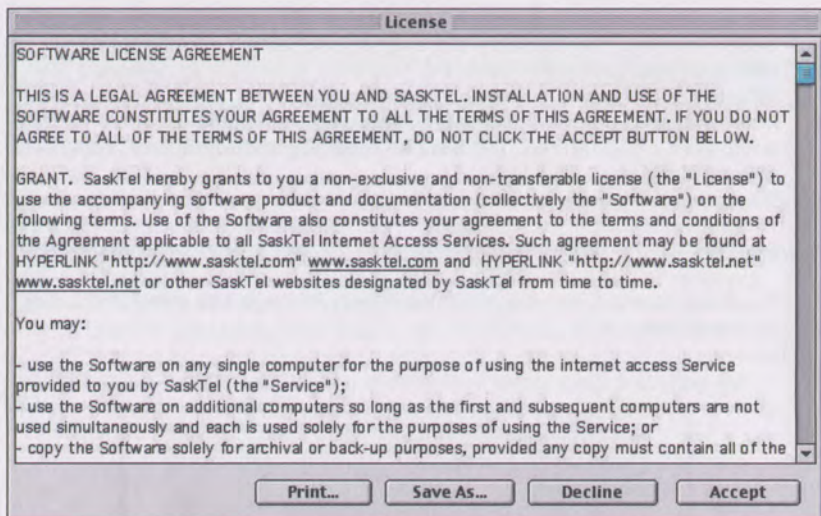 License
SOFTWARE LICENSE AGREEMENT
THIS IS A LEGAL AGREEMENT BETWEEN YOU AND SASKTEL. INSTALLATION AND USE OF THE
SOFTWARE CONSTITUTES YOUR AGREEMENT TO ALL THE TERMS OF THIS AGREEMENT. IF YOU DO NOT
AGREE TO ALL OF THE TERMS OF THIS AGREEMENT, DO NOT CLICK THE ACCEPT BUTTON BELOW.
GRANT. SaskTel hereby grants to you a non-exclusive and non-transferable license (the "License") to
use the accompanying software product and documentation (collectively the "Software") on the
following terms. Use of the Software also constitutes your agreement to the terms and conditions of
the Agreement applicable to all SaskTel Internet Access Services. Such agreement may be found at
HYPERLINK "http://www.sasktel.com" www.sasktel.com and HYPERLINK "http://www.sasktel.net"
www.sasktel.net or other SaskTel websites designated by SaskTel from time to time.
You may:
- use the Software on any single computer for the purpose of using the internet access Service
provided to you by SaskTel (the "Service");
- use the Software on additional computers so long as the first and subsequent computers are not
used simultaneously and each is used solely for the purposes of using the Service; or
- copy the Software solely for archival or back-up purposes, provided any copy must contain all of the
Print... Save As... Decline Accept